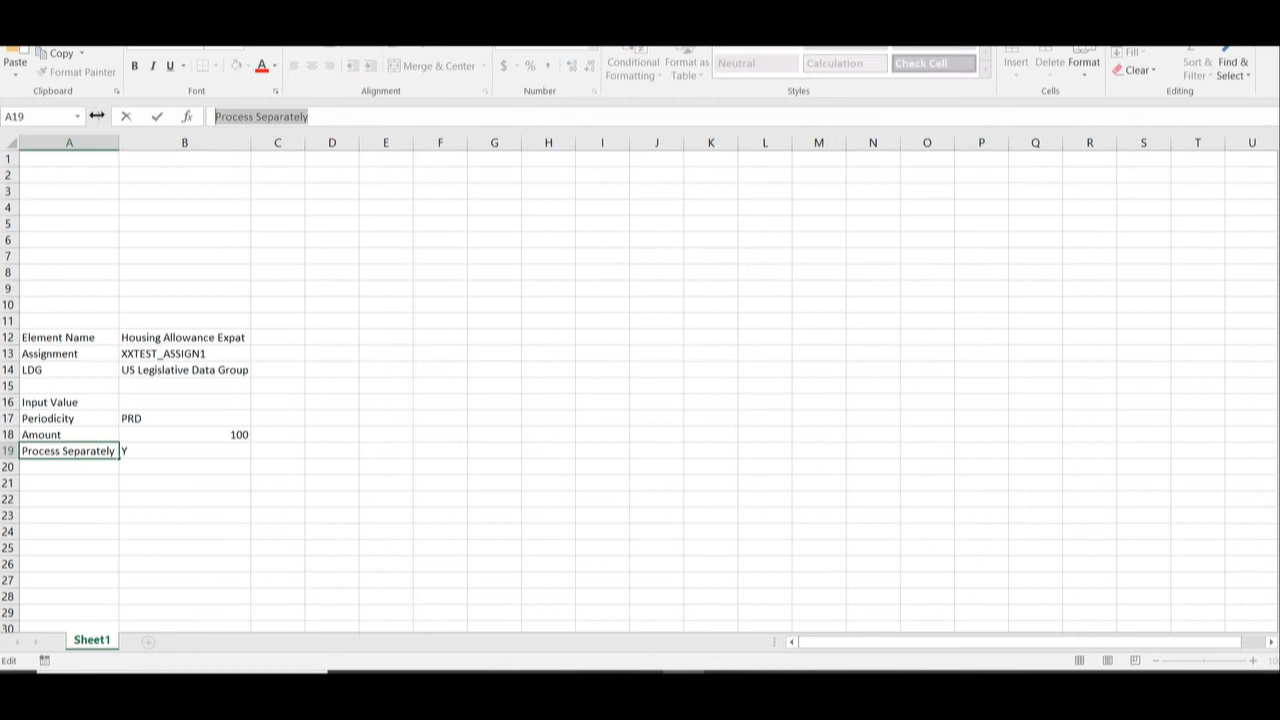 Copy
Fill
Paste
Format Painter
B I U A
Merge & Center
$ % ,
Conditional Formatting
Format as Table
Neutral
Calculation
Check Cell
Insert
Delete
Format
Clear
Sort & Filter
Find & Select
Clipboard
Font
Alignment
Number
Styles
Cells
Editing
A19
fx
Process Separately
A B C D E F G H I J K L M N O P Q R S T U
1
2
3
4
5
6
7
8
9
10
11
12 Element Name Housing Allowance Expat
13 Assignment XXTEST_ASSIGN1
14 LDG US Legislative Data Group
15
16 Input Value
17 Periodicity PRD
18 Amount 100
19 Process Separately Y
20
21
22
23
24
25
26
27
28
29
30
Sheet1
Edit